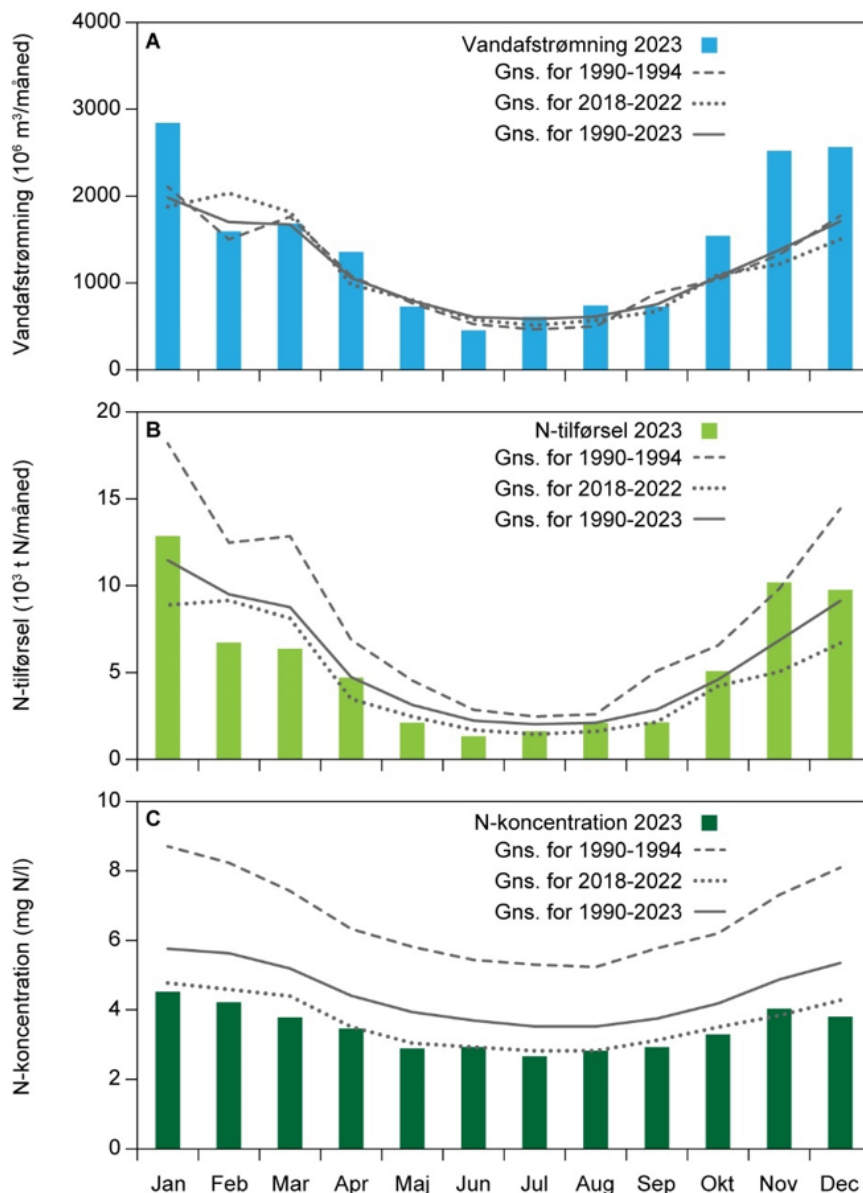 A
Vandafstrømning 2023
Gns. for 1990-1994
Gns. for 2018-2022
Gns. for 1990-2023
Vandafstrømning (10⁶ m³/måned)
4000
3000
2000
1000
0
B
N-tilførsel 2023
Gns. for 1990-1994
Gns. for 2018-2022
Gns. for 1990-2023
N-tilførsel (10³ t N/måned)
20
15
10
5
0
C
N-koncentration 2023
Gns. for 1990-1994
Gns. for 2018-2022
Gns. for 1990-2023
N-koncentration (mg N/l)
10
8
6
4
2
0
Jan Feb Mar Apr Maj Jun Jul Aug Sep Okt Nov Dec